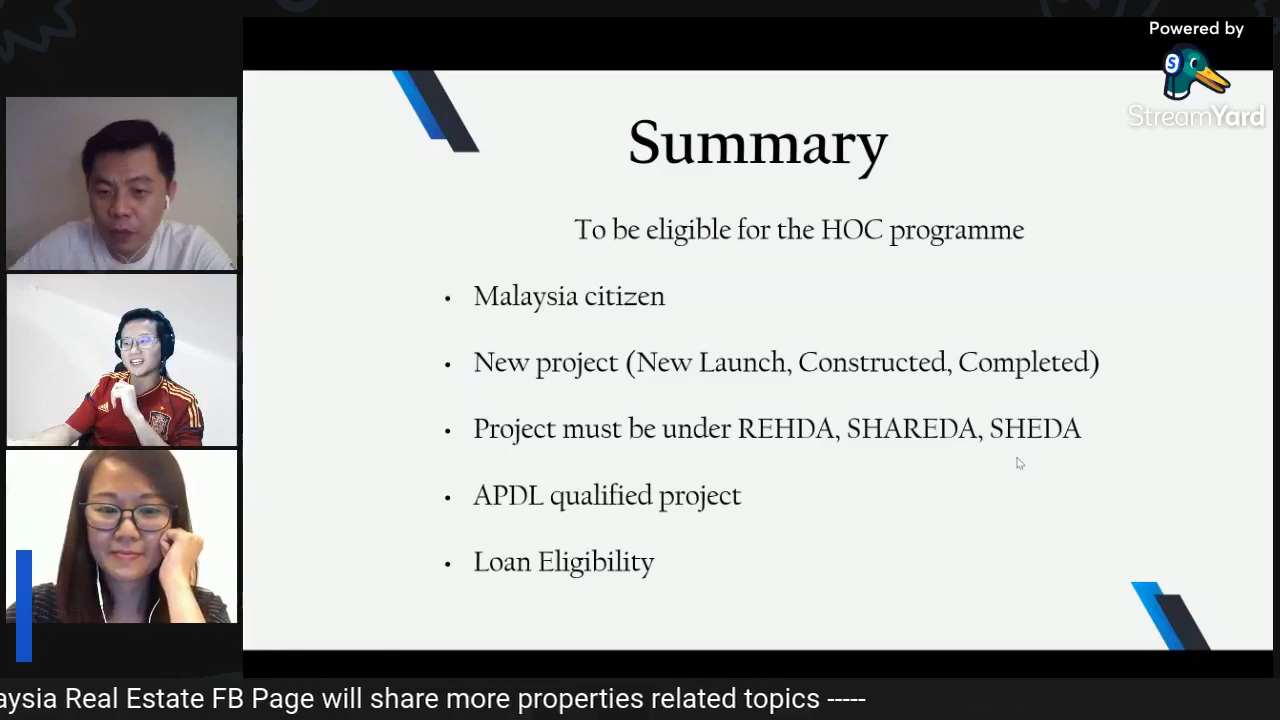 Powered by
StreamYard
Summary
To be eligible for the HOC programme
• Malaysia citizen
• New project (New Launch, Constructed, Completed)
• Project must be under REHDA, SHAREDA, SHEDA
• APDL qualified project
• Loan Eligibility
aysia Real Estate FB Page will share more properties related topics -----